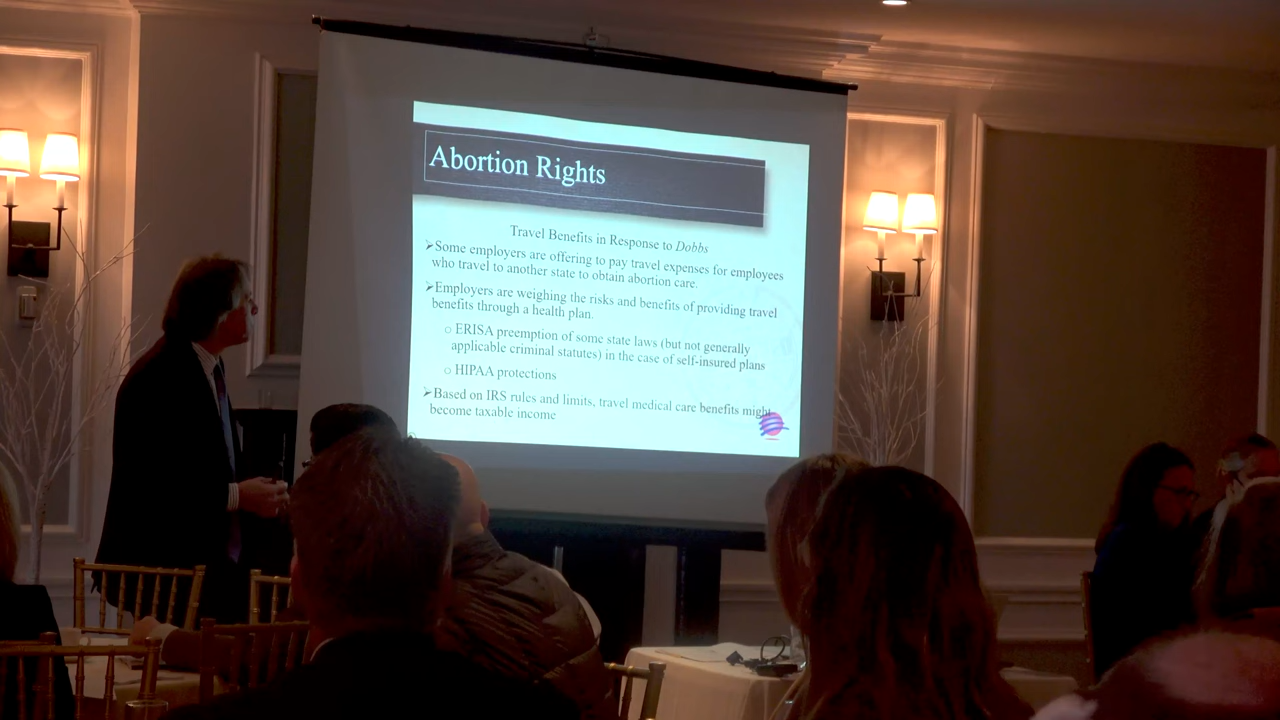 Abortion Rights
Travel Benefits in Response to Dobbs
➢Some employers are offering to pay travel expenses for employees
who travel to another state to obtain abortion care.
➢Employers are weighing the risks and benefits of providing travel
benefits through a health plan.
○ ERISA preemption of some state laws (but not generally
applicable criminal statutes) in the case of self-insured plans
○ HIPAA protections
➢Based on IRS rules and limits, travel medical care benefits might
become taxable income